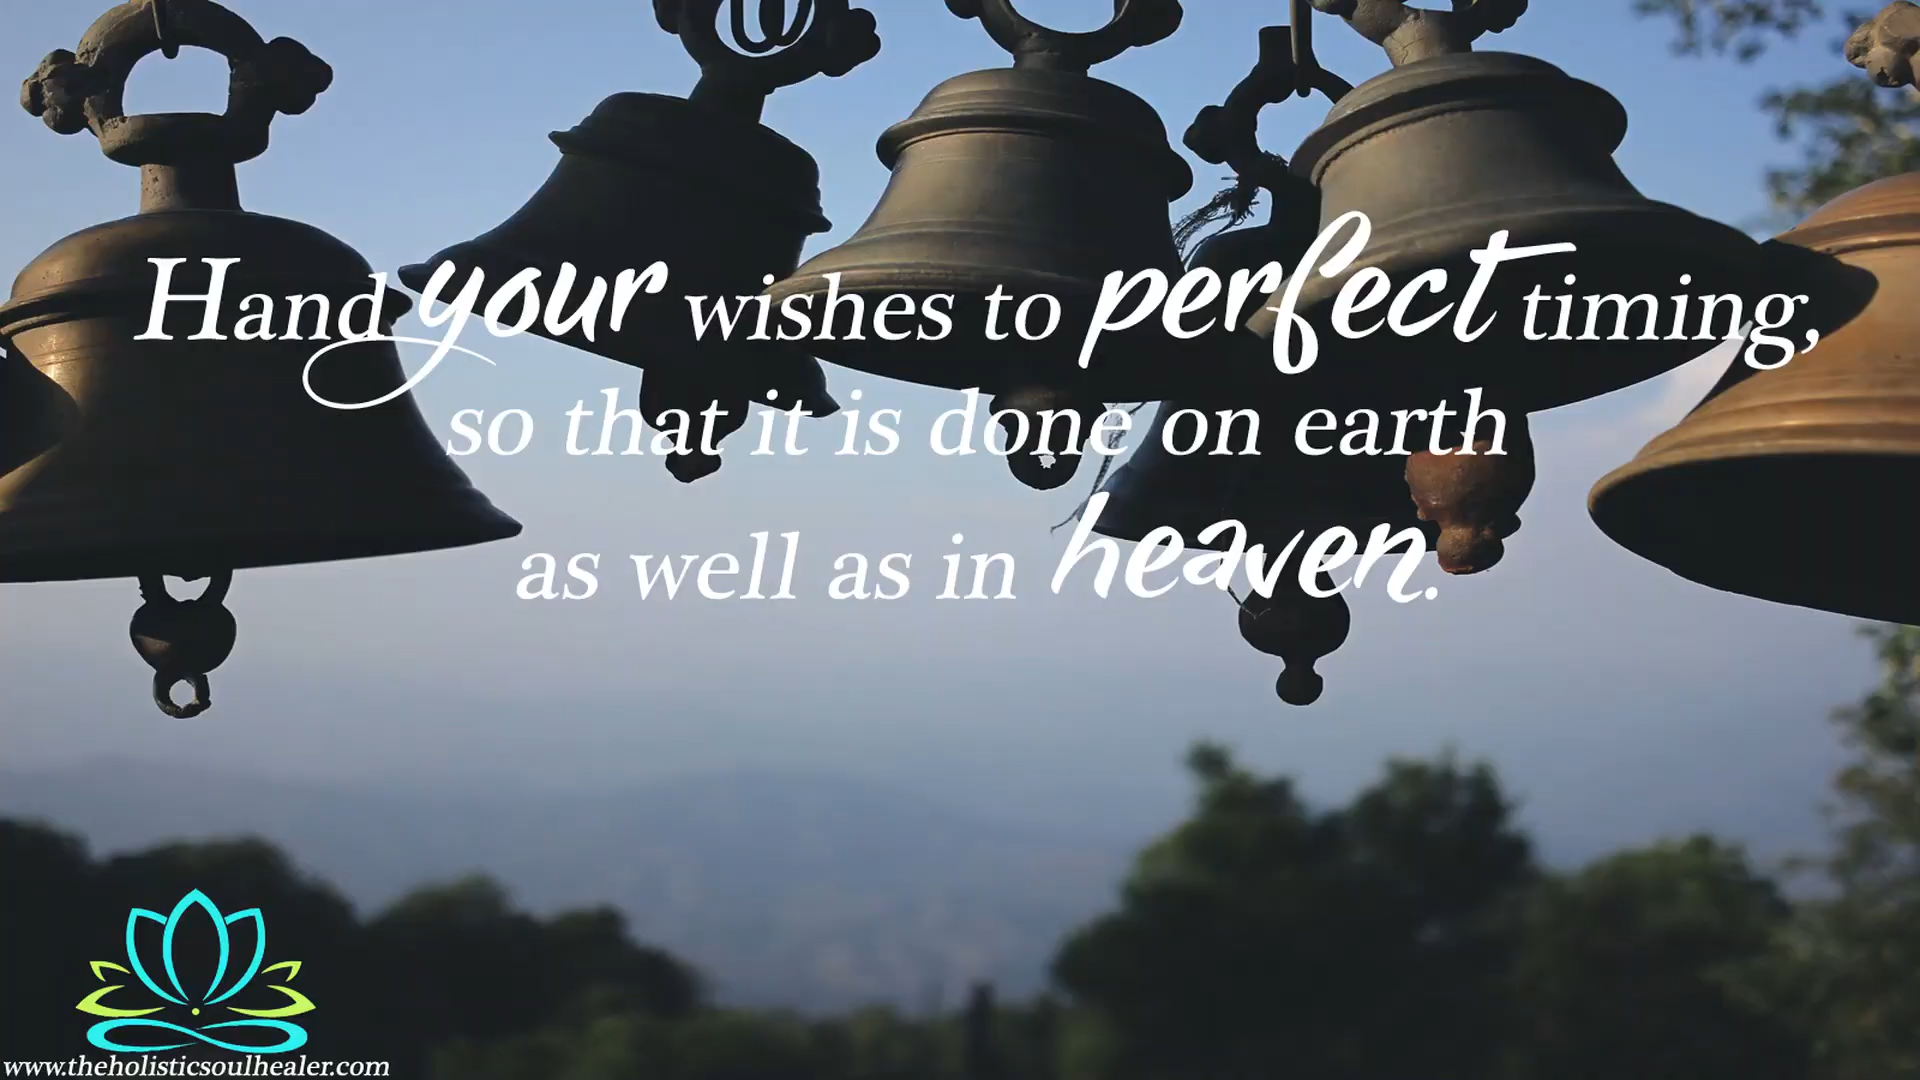 Hand your wishes to perfect timing,
so that it is done on earth
as well as in heaven.
www.theholisticsoulhealer.com